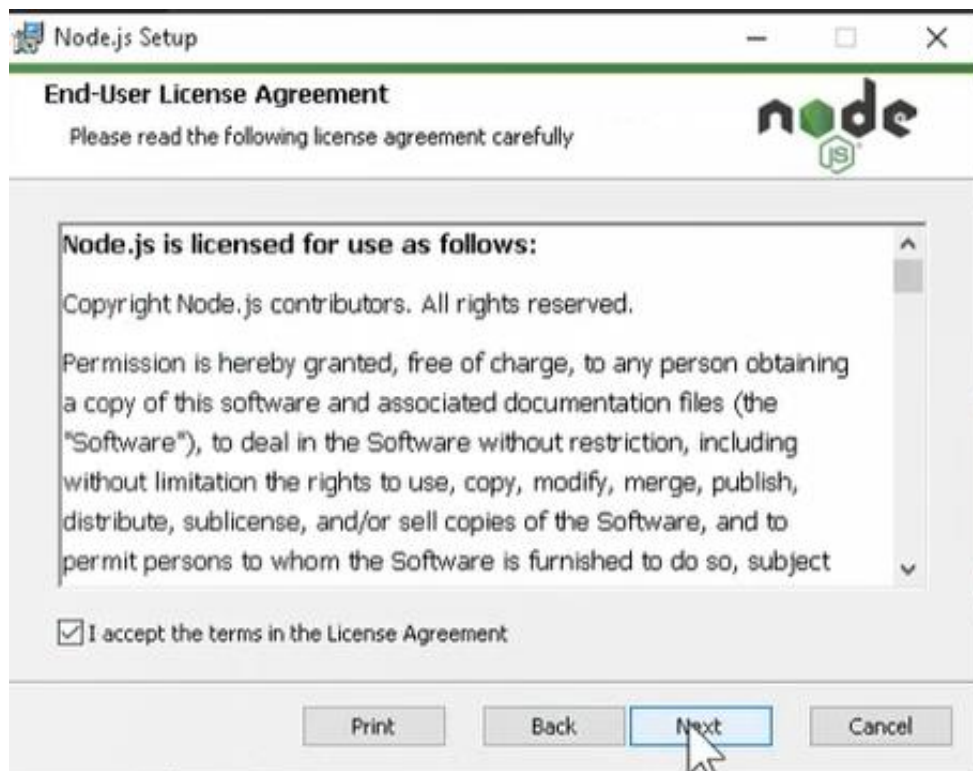 Node.js Setup
End-User License Agreement
Please read the following license agreement carefully
node
JS
Node.js is licensed for use as follows:
Copyright Node.js contributors. All rights reserved.
Permission is hereby granted, free of charge, to any person obtaining
a copy of this software and associated documentation files (the
"Software"), to deal in the Software without restriction, including
without limitation the rights to use, copy, modify, merge, publish,
distribute, sublicense, and/or sell copies of the Software, and to
permit persons to whom the Software is furnished to do so, subject
I accept the terms in the License Agreement
Print Back Next Cancel